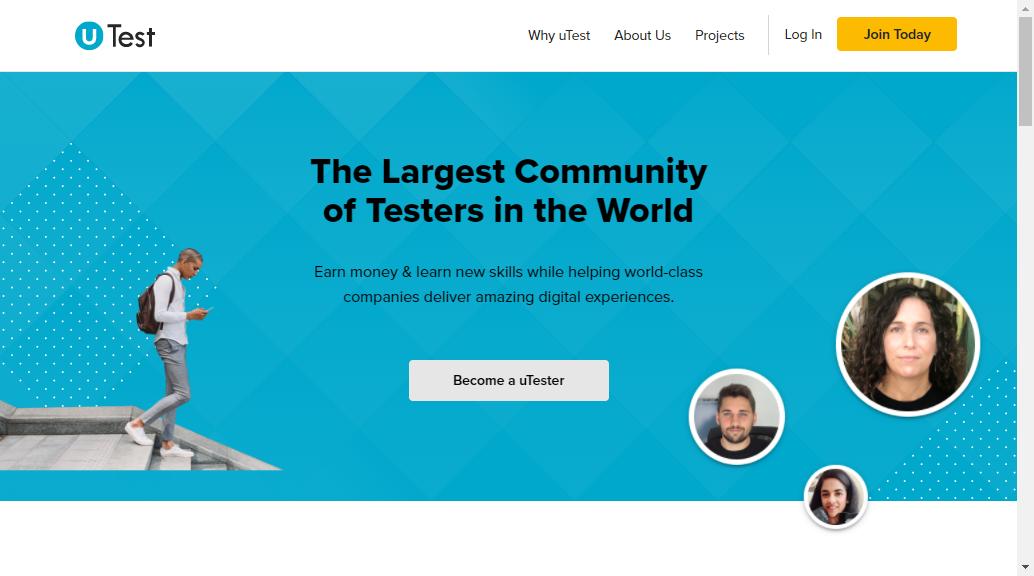 uTest
Why uTest
About Us
Projects
Log In
Join Today
The Largest Community
of Testers in the World
Earn money & learn new skills while helping world-class
companies deliver amazing digital experiences.
Become a uTester